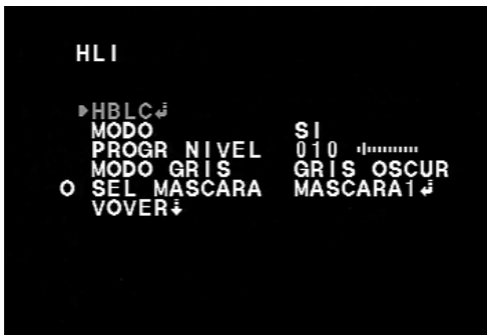 HLI
HBLC
MODO SI
PROGR NIVEL 010
MODO GRIS GRIS OSCUR
O SEL MASCARA MASCARA1
VOVER